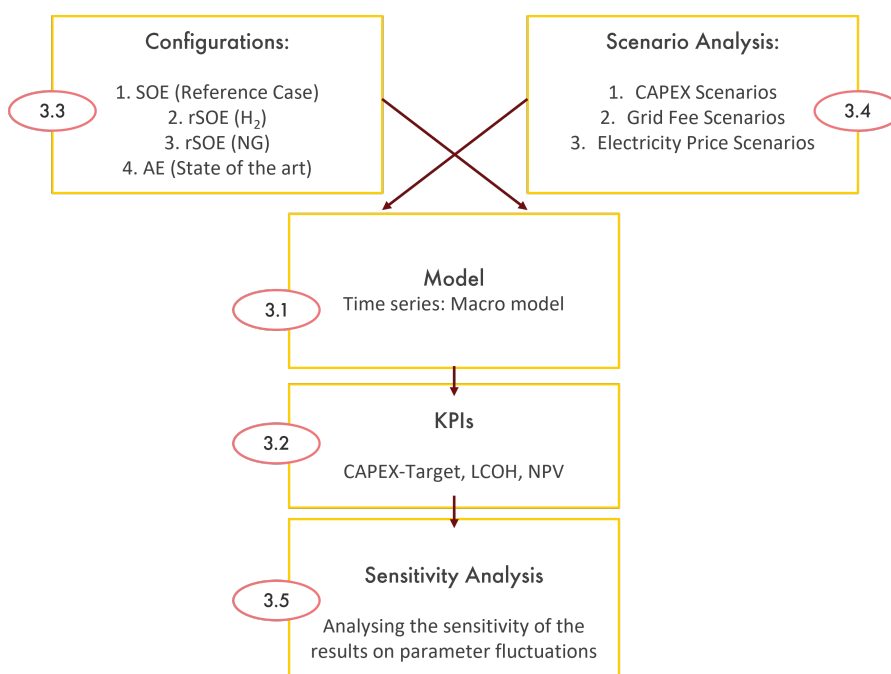 Configurations:
3.3
1. SOE (Reference Case)
2. rSOE (H₂)
3. rSOE (NG)
4. AE (State of the art)
Scenario Analysis:
3.4
1. CAPEX Scenarios
2. Grid Fee Scenarios
3. Electricity Price Scenarios
3.1
Model
Time series: Macro model
3.2
KPIs
CAPEX-Target, LCOH, NPV
3.5
Sensitivity Analysis
Analysing the sensitivity of the
results on parameter fluctuations